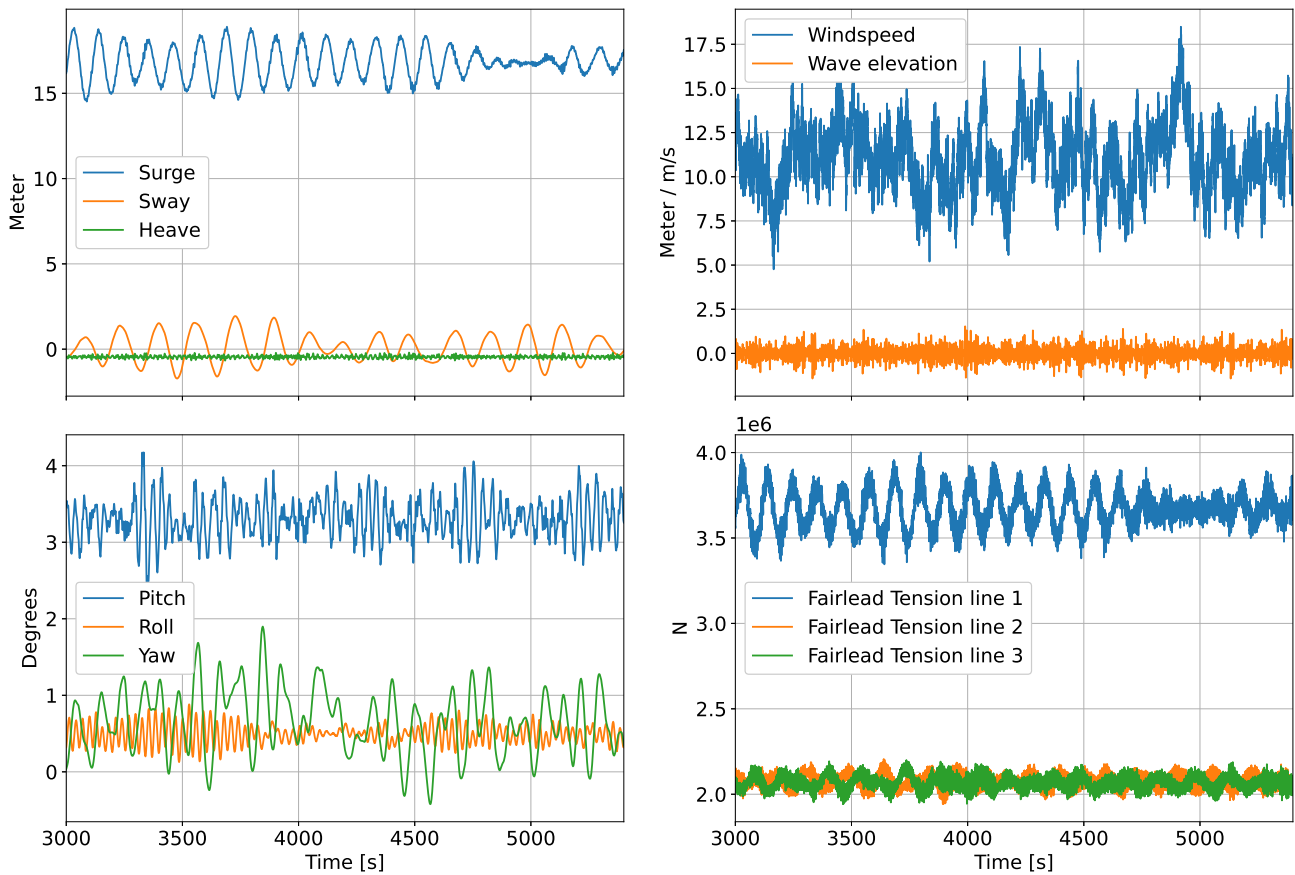 15
10
5
0
Meter
Surge
Sway
Heave
17.5
15.0
12.5
10.0
7.5
5.0
2.5
0.0
Meter / m/s
Windspeed
Wave elevation
4
3
2
1
0
Degrees
Pitch
Roll
Yaw
3000
3500
4000
4500
5000
Time [s]
1e6
4.0
3.5
3.0
2.5
2.0
N
Fairlead Tension line 1
Fairlead Tension line 2
Fairlead Tension line 3
3000
3500
4000
4500
5000
Time [s]